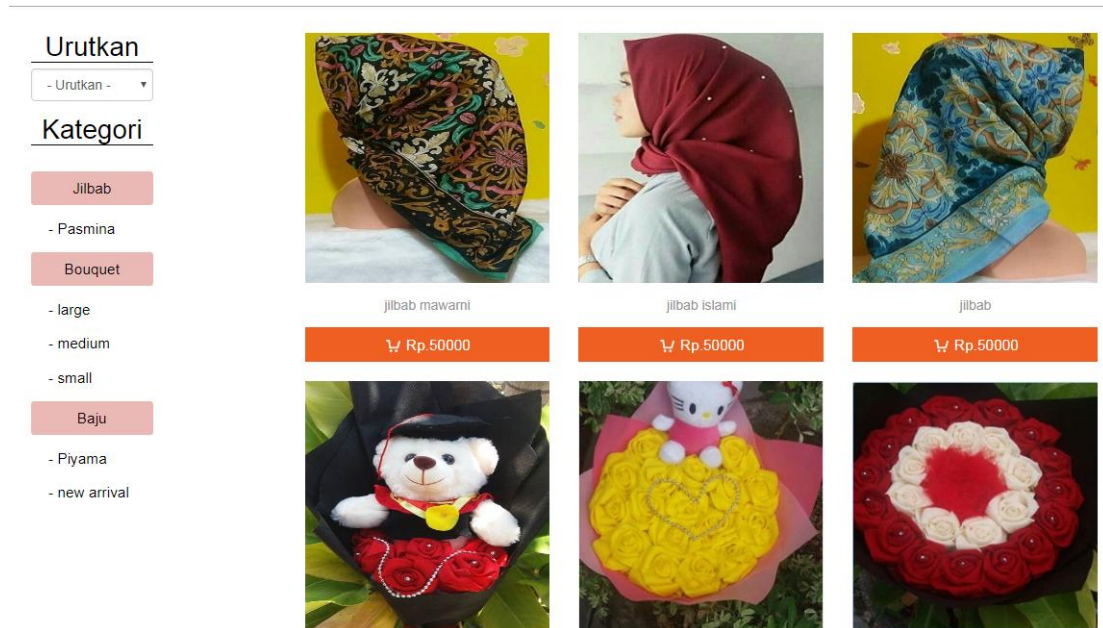 Urutkan
- Urutkan -
Kategori
Jilbab
- Pasmina
Bouquet
- large
- medium
- small
Baju
- Piyama
- new arrival
jilbab mawarni
jilbab islami
jilbab
Rp.50000
Rp.50000
Rp.50000